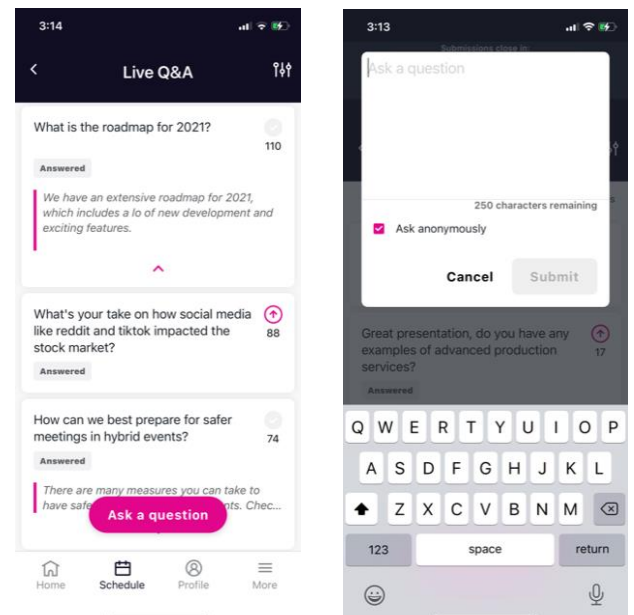 3:14
Live Q&A
What is the roadmap for 2021?
110
Answered
We have an extensive roadmap for 2021,
which includes a lo of new development and
exciting features.
What's your take on how social media
like reddit and tiktok impacted the
stock market?
88
Answered
How can we best prepare for safer
meetings in hybrid events?
74
Answered
There are many measures you can take to
have safe nts. Chec...
Ask a question
Home Schedule Profile More
3:13
Submissions close in:
Ask a question
250 characters remaining
Ask anonymously
Cancel Submit
Great presentation, do you have any
examples of advanced production
services?
17
Answered
Q W E R T Y U I O P
A S D F G H J K L
Z X C V B N M
123 space return